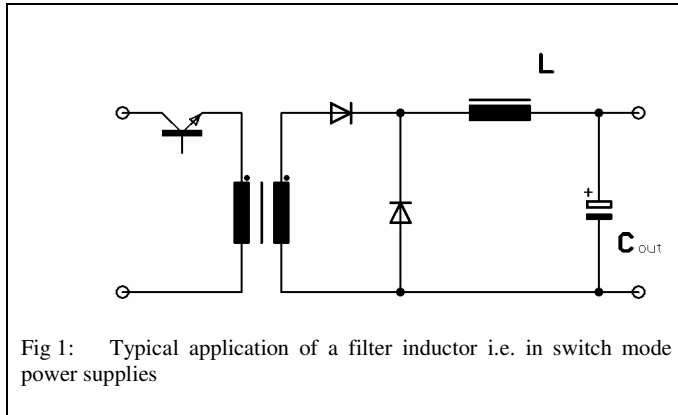 L
+
C out
Fig 1: Typical application of a filter inductor i.e. in switch mode
power supplies